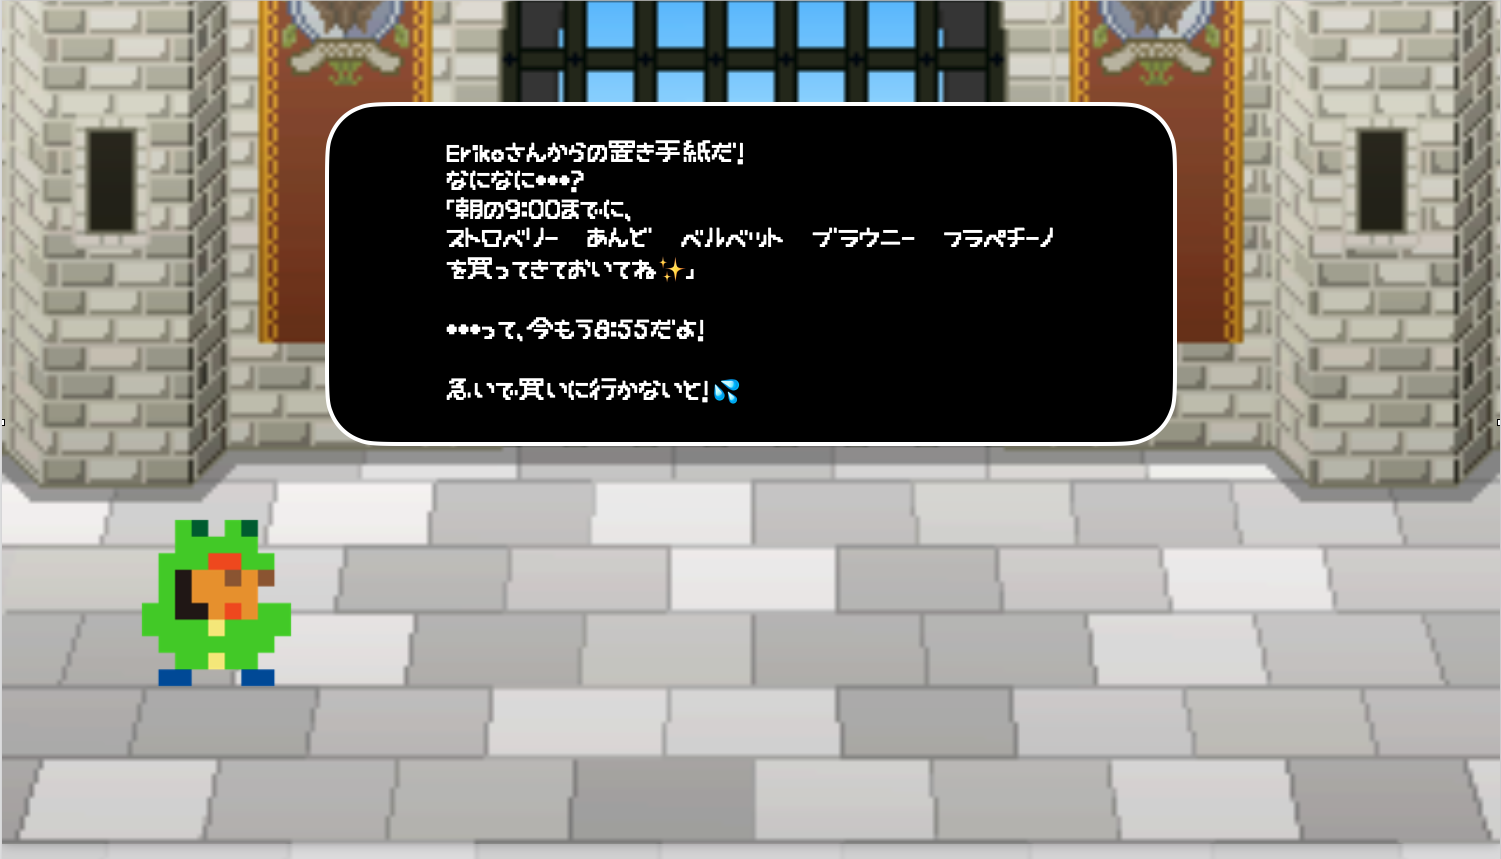 Erikoさんからの置き手紙だ!
なになに•••?
「朝の9:00までに、
ストロベリー　あんど　ベルベット　ブラウニー　フラペチーノ
を買ってきておいてね✨」
•••って、今もう8:55だよ!
急いで買いに行かないと!💦